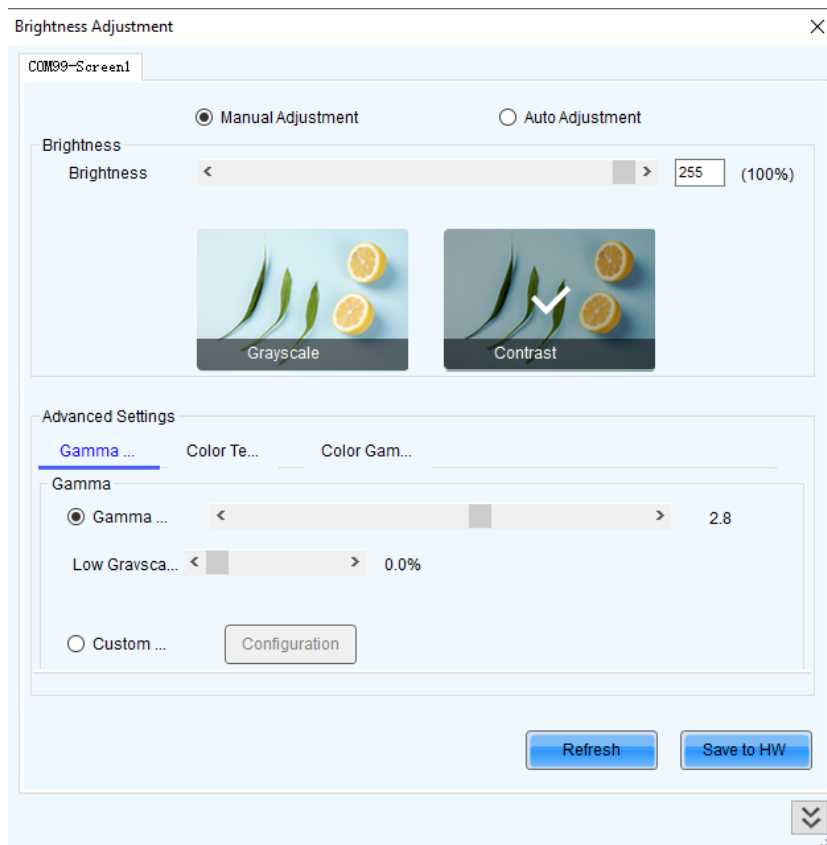 Brightness Adjustment
COM99-Screen1
Manual Adjustment Auto Adjustment
Brightness
Brightness 255 (100%)
Grayscale Contrast
Advanced Settings
Gamma ... Color Te... Color Gam...
Gamma
Gamma ... 2.8
Low Graysca... 0.0%
Custom ... Configuration
Refresh Save to HW